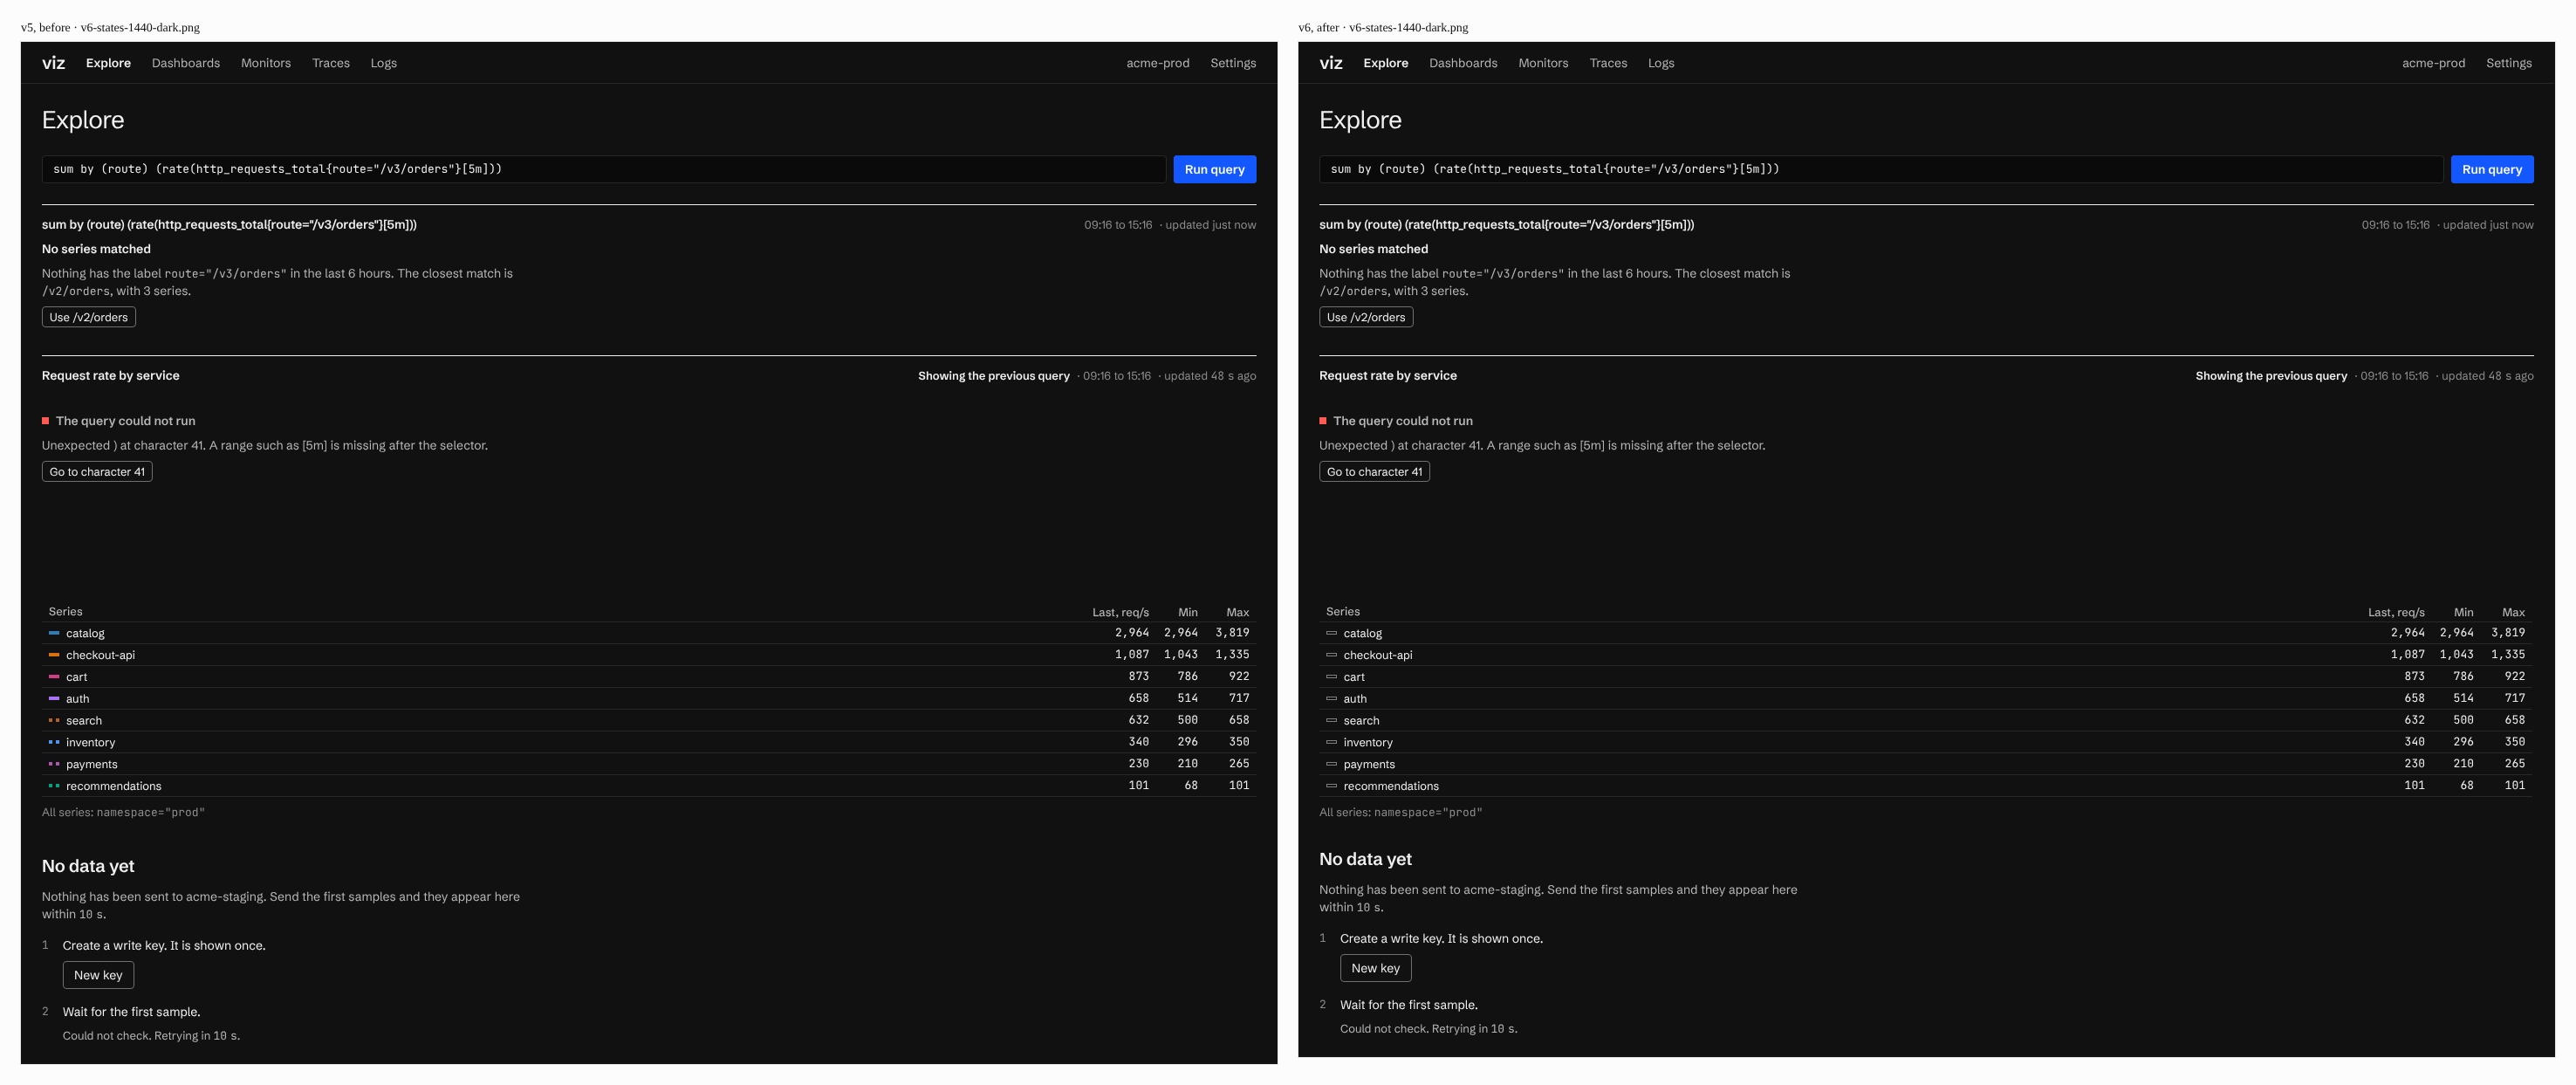 v5, before · v6-states-1440-dark.png
viz Explore Dashboards Monitors Traces Logs acme-prod Settings
Explore
sum by (route) (rate(http_requests_total{route="/v3/orders"}[5m])) Run query
sum by (route) (rate(http_requests_total{route="/v3/orders"}[5m])) 09:16 to 15:16 · updated just now
No series matched
Nothing has the label route="/v3/orders" in the last 6 hours. The closest match is
/v2/orders, with 3 series.
Use /v2/orders
Request rate by service Showing the previous query · 09:16 to 15:16 · updated 48 s ago
The query could not run
Unexpected ) at character 41. A range such as [5m] is missing after the selector.
Go to character 41
Series Last, req/s Min Max
catalog 2,964 2,964 3,819
checkout-api 1,087 1,043 1,335
cart 873 786 922
auth 658 514 717
search 632 500 658
inventory 340 296 350
payments 230 210 265
recommendations 101 68 101
All series: namespace="prod"
No data yet
Nothing has been sent to acme-staging. Send the first samples and they appear here
within 10 s.
1 Create a write key. It is shown once.
New key
2 Wait for the first sample.
Could not check. Retrying in 10 s.
v6, after · v6-states-1440-dark.png
viz Explore Dashboards Monitors Traces Logs acme-prod Settings
Explore
sum by (route) (rate(http_requests_total{route="/v3/orders"}[5m])) Run query
sum by (route) (rate(http_requests_total{route="/v3/orders"}[5m])) 09:16 to 15:16 · updated just now
No series matched
Nothing has the label route="/v3/orders" in the last 6 hours. The closest match is
/v2/orders, with 3 series.
Use /v2/orders
Request rate by service Showing the previous query · 09:16 to 15:16 · updated 48 s ago
The query could not run
Unexpected ) at character 41. A range such as [5m] is missing after the selector.
Go to character 41
Series Last, req/s Min Max
catalog 2,964 2,964 3,819
checkout-api 1,087 1,043 1,335
cart 873 786 922
auth 658 514 717
search 632 500 658
inventory 340 296 350
payments 230 210 265
recommendations 101 68 101
All series: namespace="prod"
No data yet
Nothing has been sent to acme-staging. Send the first samples and they appear here
within 10 s.
1 Create a write key. It is shown once.
New key
2 Wait for the first sample.
Could not check. Retrying in 10 s.